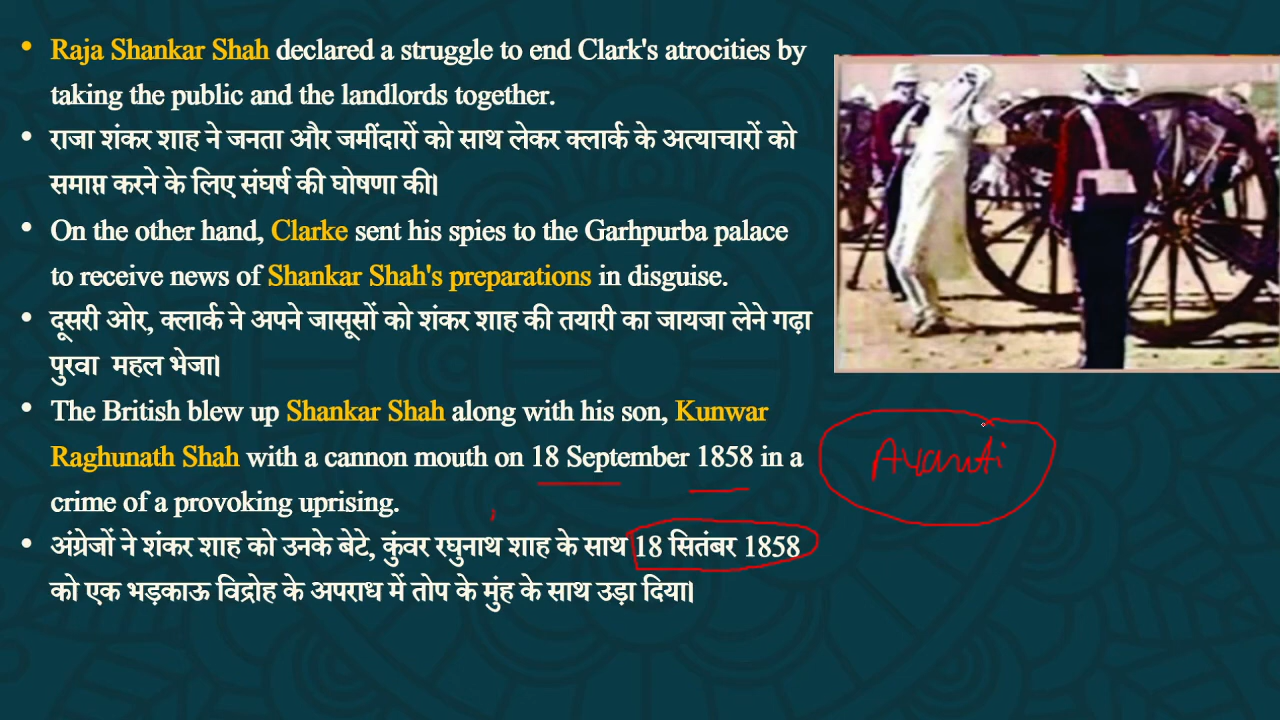 Raja Shankar Shah declared a struggle to end Clark's atrocities by
taking the public and the landlords together.
राजा शंकर शाह ने जनता और जमींदारों को साथ लेकर क्लार्क के अत्याचारों को
समाप्त करने के लिए संघर्ष की घोषणा की।
On the other hand, Clarke sent his spies to the Garhpurba palace
to receive news of Shankar Shah's preparations in disguise.
दूसरी ओर, क्लार्क ने अपने जासूसों को शंकर शाह की तयारी का जायजा लेने गढ़ा
पुरवा महल भेजा।
The British blew up Shankar Shah along with his son, Kunwar
Raghunath Shah with a cannon mouth on 18 September 1858 in a
crime of a provoking uprising.
अंग्रेजों ने शंकर शाह को उनके बेटे, कुंवर रघुनाथ शाह के साथ 18 सितंबर 1858
को एक भड़काऊ विद्रोह के अपराध में तोप के मुंह के साथ उड़ा दिया।